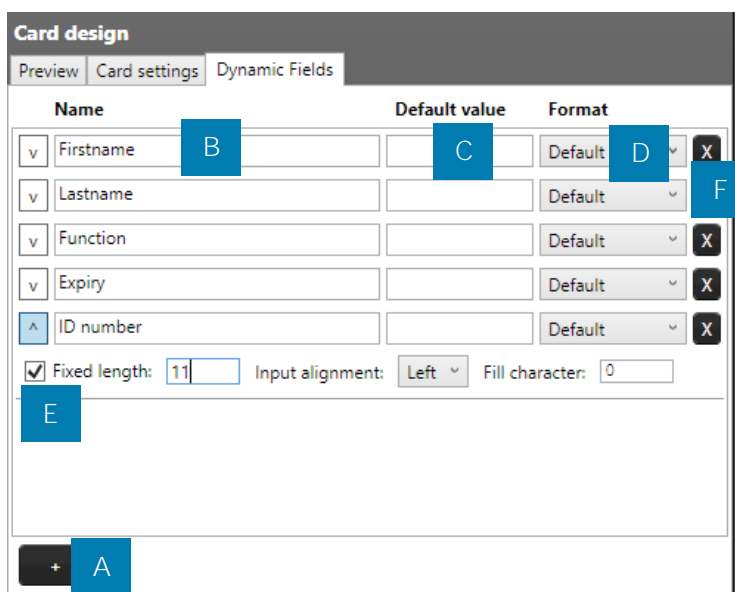 Card design
Preview Card settings Dynamic Fields
Name Default value Format
v Firstname B C Default D v X
v Lastname Default v F
v Function Default v X
v Expiry Default v X
^ ID number Default v X
Fixed length: 11 Input alignment: Left v Fill character: 0
E
+ A